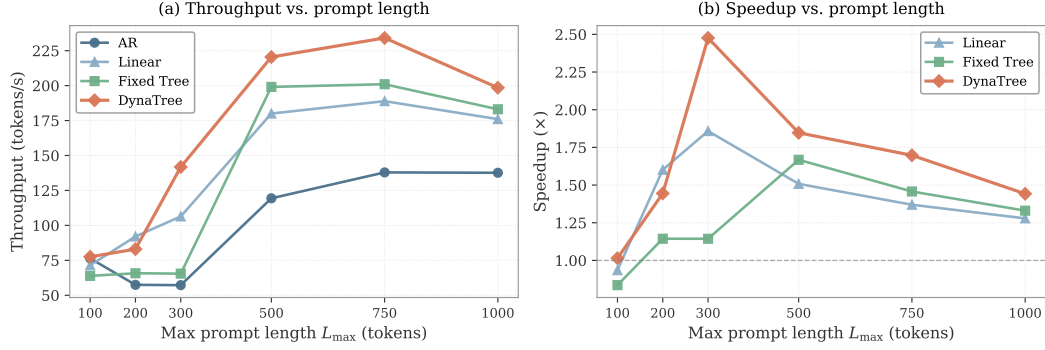 (a) Throughput vs. prompt length
AR
Linear
Fixed Tree
DynaTree
225
200
175
150
125
100
75
50
Throughput (tokens/s)
100 200 300 500 750 1000
Max prompt length Lmax (tokens)
(b) Speedup vs. prompt length
Linear
Fixed Tree
DynaTree
2.50
2.25
2.00
1.75
1.50
1.25
1.00
Speedup (×)
100 200 300 500 750 1000
Max prompt length Lmax (tokens)